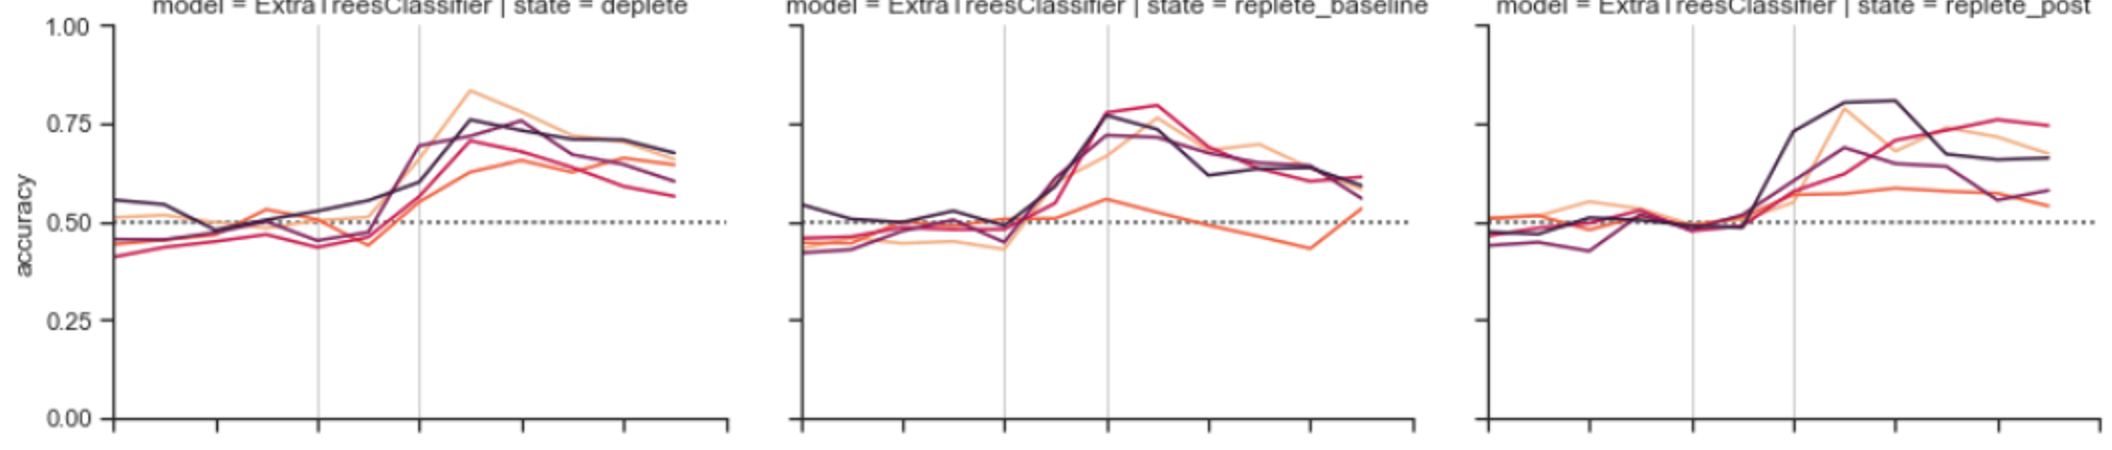 model = ExtraTreesClassifier | state = deplete
model = ExtraTreesClassifier | state = replete_baseline
model = ExtraTreesClassifier | state = replete_post
1.00
0.75
0.50
0.25
0.00
accuracy